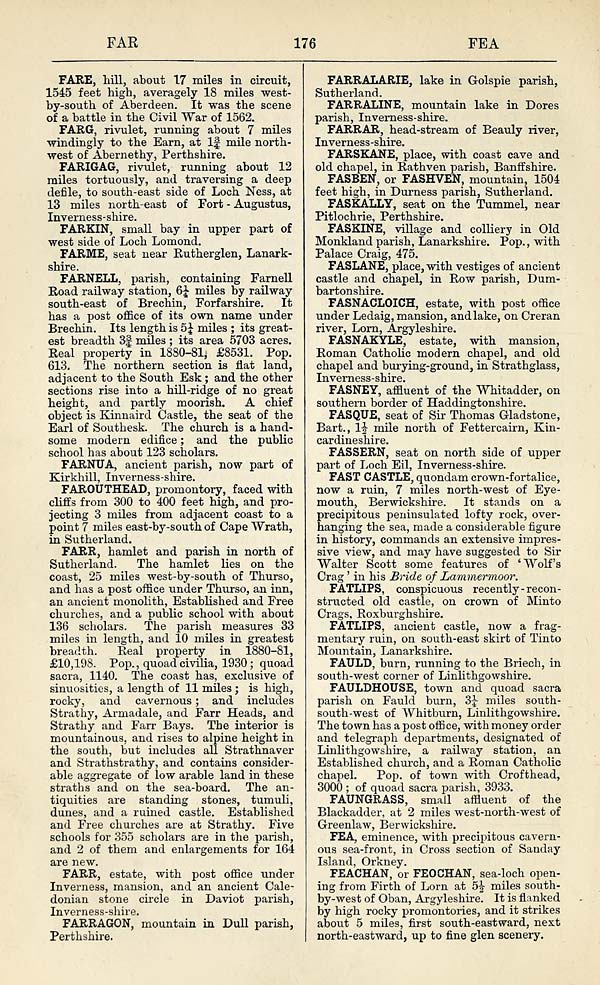 FAR 176 FEA
FARE, hill, about 17 miles in circuit,
1545 feet high, averagely 18 miles west-
by-south of Aberdeen. It was the scene
of a battle in the Civil War of 1562.
FARG, rivulet, running about 7 miles
windingly to the Earn, at 1¾ mile north-
west of Abernethy, Perthshire.
FARIGAG, rivulet, running about 12
miles tortuously, and traversing a deep
defile, to south-east side of Loch Ness, at
13 miles north-east of Fort-Augustus,
Inverness-shire.
FARKIN, small bay in upper part of
west side of Loch Lomond.
FARME, seat near Rutherglen, Lanark-
shire.
FARNELL, parish, containing Farnell
Road railway station, 6¼ miles by railway
south-east of Brechin, Forfarshire. It
has a post office of its own name under
Brechin. Its length is 5¼ miles; its great-
est breadth 3¾ miles; its area 5703 acres.
Real property in 1880-81, £8531. Pop.
613. The northern section is flat land,
adjacent to the South Esk; and the other
sections rise into a hill-ridge of no great
height, and partly moorish. A chief
object is Kinnaird Castle, the seat of the
Earl of Southesk. The church is a hand-
some modern edifice; and the public
school has about 123 scholars.
FARNUA, ancient parish, now part of
Kirkhill, Inverness-shire.
FAROUTHEAD, promontory, faced with
cliffs from 300 to 400 feet high, and pro-
jecting 3 miles from adjacent coast to a
point 7 miles east-by-south of Cape Wrath,
in Sutherland.
FARR, hamlet and parish in north of
Sutherland. The hamlet lies on the
coast, 25 miles west-by-south of Thurso,
and has a post office under Thurso, an inn,
an ancient monolith, Established and Free
churches, and a public school with about
136 scholars. The parish measures 33
miles in length, and 10 miles in greatest
breadth. Real property in 1880-81,
£10,198. Pop., quoad civilia, 1930; quoad
sacra, 1140. The coast has, exclusive of
sinuosities, a length of 11 miles; is high,
rocky, and cavernous; and includes
Strathy, Armadale, and Farr Heads, and
Strathy and Farr Bays. The interior is
mountainous, and rises to alpine height in
the south, but includes all Strathnaver
and Strathstrathy, and contains consider-
able aggregate of low arable land in these
straths and on the sea-board. The an-
tiquities are standing stones, tumuli,
dunes, and a ruined castle. Established
and Free churches are at Strathy. Five
schools for 355 scholars are in the parish,
and 2 of them and enlargements for 164
are new.
FARR, estate, with post office under
Inverness, mansion, and an ancient Cale-
donian stone circle in Daviot parish,
Inverness-shire.
FARRAGON, mountain in Dull parish,
Perthshire.
FARRALARIE, lake in Golspie parish,
Sutherland.
FARRALINE, mountain lake in Dores
parish, Inverness-shire.
FARRAR, head-stream of Beauly river,
Inverness-shire.
FARSKANE, place, with coast cave and
old chapel, in Rathven parish, Banffshire.
FASBEN, or FASHVEN, mountain, 1504
feet high, in Durness parish, Sutherland.
FASKALLY, seat on the Tummel, near
Pitlochrie, Perthshire.
FASKINE, village and colliery in Old
Monkland parish, Lanarkshire. Pop., with
Palace Craig, 475.
FASLANE, place, with vestiges of ancient
castle and chapel, in Row parish, Dum-
bartonshire.
FASNACLOICH, estate, with post office
under Ledaig, mansion, and lake, on Creran
river, Lorn, Argyleshire.
FASNAKYLE, estate, with mansion,
Roman Catholic modern chapel, and old
chapel and burying-ground, in Strathglass,
Inverness-shire.
FASNEY, affluent of the Whitadder, on
southern border of Haddingtonshire.
FASQUE, seat of Sir Thomas Gladstone,
Bart., 1½ mile north of Fettercairn, Kin-
cardineshire.
FASSERN, seat on north side of upper
part of Loch Eil, Inverness-shire.
FAST CASTLE, quondam crown-fortalice,
now a ruin, 7 miles north-west of Eye-
mouth, Berwickshire. It stands on a
precipitous peninsulated lofty rock, over-
hanging the sea, made a considerable figure
in history, commands an extensive impres-
sive view, and may have suggested to Sir
Walter Scott some features of 'Wolf's
Crag' in his Bride of Lammermoor.
FATLIPS, conspicuous recently-recon-
structed old castle, on crown of Minto
Crags, Roxburghshire.
FATLIPS, ancient castle, now a frag-
mentary ruin, on south-east skirt of Tinto
Mountain, Lanarkshire.
FAULD, burn, running to the Briech, in
south-west corner of Linlithgowshire.
FAULDHOUSE, town and quoad sacra
parish on Fauld burn, 3¼ miles south-
south-west of Whitburn, Linlithgowshire.
The town has a post office, with money order
and telegraph departments, designated of
Linlithgowshire, a railway station, an
Established church, and a Roman Catholic
chapel. Pop. of town with Crofthead,
3000; of quoad sacra parish, 3933.
FAUNGRASS, small affluent of the
Blackadder, at 2 miles west-north-west of
Greenlaw, Berwickshire.
FEA, eminence, with precipitous cavern-
ous sea-front, in Cross section of Sanday
Island, Orkney.
FEACHAN, or FEOCHAN, sea-loch open-
ing from Firth of Lorn at 5½ miles south-
by-west of Oban, Argyleshire. It is flanked
by high rocky promontories, and it strikes
about 5 miles, first south-eastward, next
north-eastward, up to fine glen scenery.